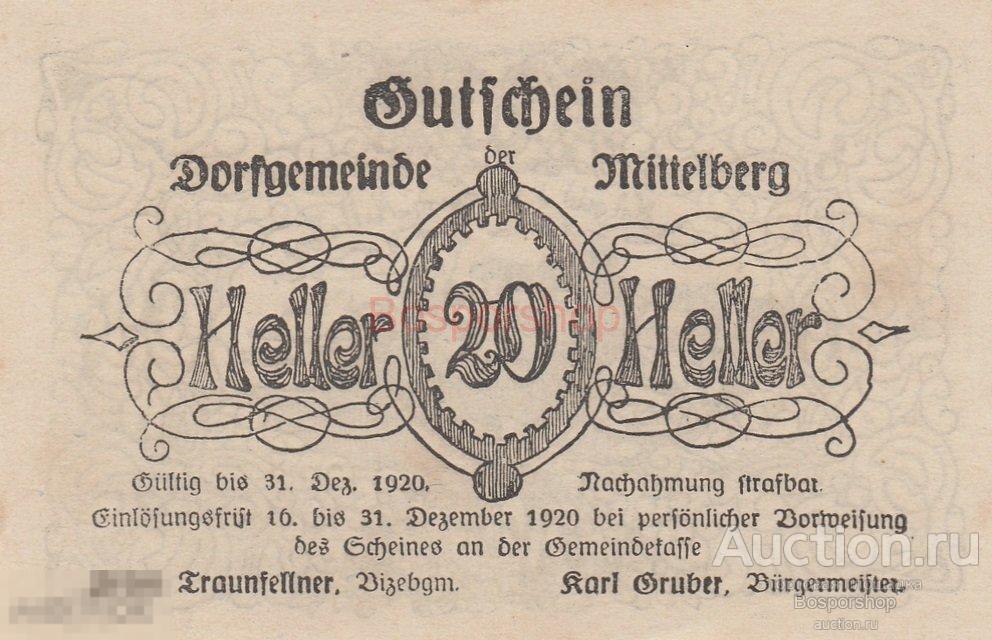 Gutschein
Dorfgemeinde der Mittelberg
Heller 20 Heller
Bosporshop
Gültig bis 31. Dez. 1920. Nachahmung strafbar.
Einlösungsfrist 16. bis 31. Dezember 1920 bei persönlicher Vorweisung
des Scheines an der Gemeindekasse
Traunfellner, Vizebgm. Karl Gruber, Bürgermeister.
Auction.ru
Bosporshop
auction.ru